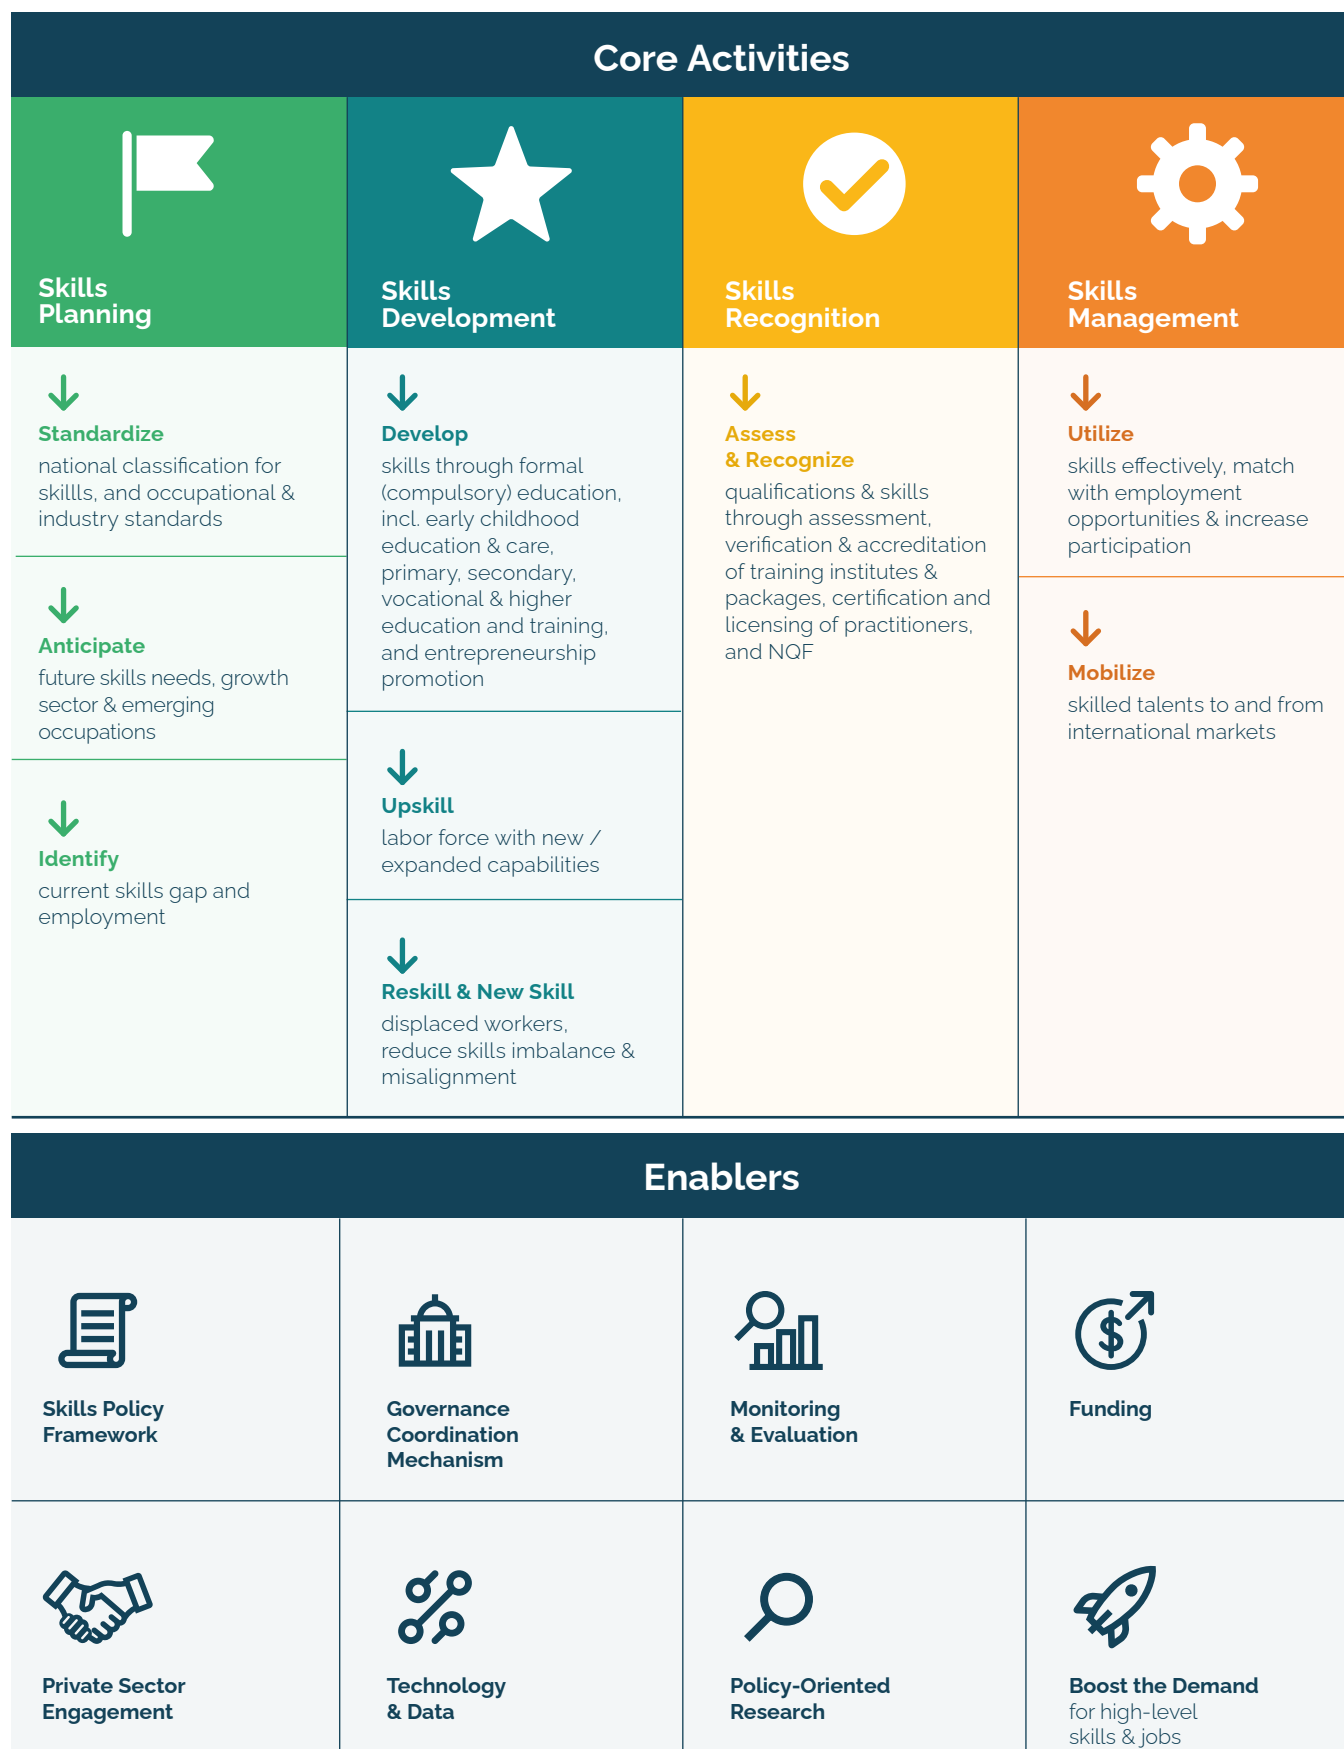 Core Activities
Skills
Planning
Standardize
national classification for
skillls, and occupational &
industry standards
Anticipate
future skills needs, growth
sector & emerging
occupations
Identify
current skills gap and
employment
Skills
Development
Develop
skills through formal
(compulsory) education,
incl. early childhood
education & care,
primary, secondary,
vocational & higher
education and training,
and entrepreneurship
promotion
Upskill
labor force with new /
expanded capabilities
Reskill & New Skill
displaced workers,
reduce skills imbalance &
misalignment
Skills
Recognition
Assess
& Recognize
qualifications & skills
through assessment,
verification & accreditation
of training institutes &
packages, certification and
licensing of practitioners,
and NQF
Skills
Management
Utilize
skills effectively, match
with employment
opportunities & increase
participation
Mobilize
skilled talents to and from
international markets
Enablers
Skills Policy
Framework
Governance
Coordination
Mechanism
Monitoring
& Evaluation
Funding
Private Sector
Engagement
Technology
& Data
Policy-Oriented
Research
Boost the Demand
for high-level
skills & jobs